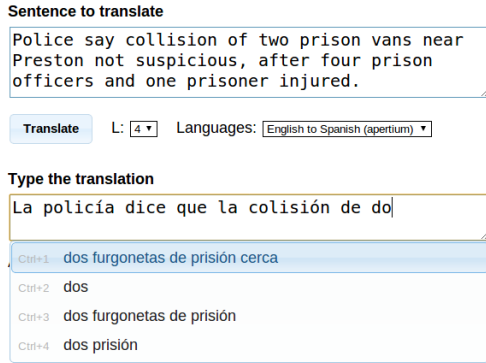 Sentence to translate
Police say collision of two prison vans near
Preston not suspicious, after four prison
officers and one prisoner injured.
Translate L: 4 Languages: English to Spanish (apertium)
Type the translation
La policía dice que la colisión de do
Ctrl+1 dos furgonetas de prisión cerca
Ctrl+2 dos
Ctrl+3 dos furgonetas de prisión
Ctrl+4 dos prisión